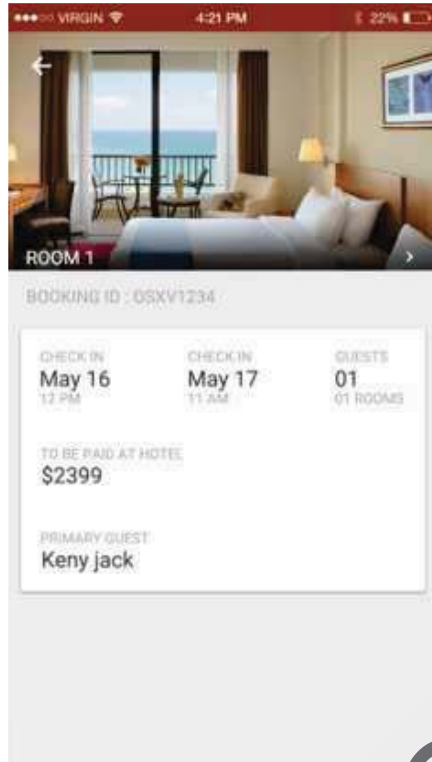 VIRGIN 4:21 PM 22%
ROOM 1
BOOKING ID : OSXV1234
CHECK IN CHECK IN GUESTS
May 16 May 17 01
12 PM 11 AM 01 ROOMS
TO BE PAID AT HOTEL
$2399
PRIMARY GUEST
Keny jack